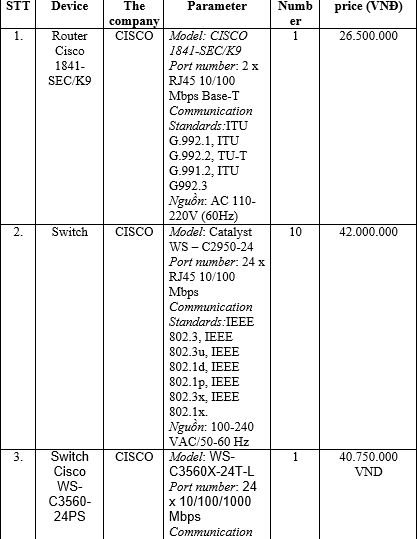 STT Device The company Parameter Numb er price (VNĐ)
1. Router CISCO Model: CISCO 1 26.500.000
Cisco 1841-SEC/K9
1841- Port number: 2 x
SEC/K9 RJ45 10/100
Mbps Base-T
Communication
Standards:ITU
G.992.1, ITU
G.992.2, TU-T
G.991.2, ITU
G992.3
Nguồn: AC 110-
220V (60Hz)
2. Switch CISCO Model: Catalyst 10 42.000.000
WS – C2950-24
Port number: 24 x
RJ45 10/100
Mbps
Communication
Standards:IEEE
802.3, IEEE
802.3u, IEEE
802.1d, IEEE
802.1p, IEEE
802.3x, IEEE
802.1x.
Nguồn: 100-240
VAC/50-60 Hz
3. Switch CISCO Model: WS- 1 40.750.000
Cisco C3560X-24T-L VND
WS- Port number: 24
C3560- x 10/100/1000
24PS Mbps
Communication